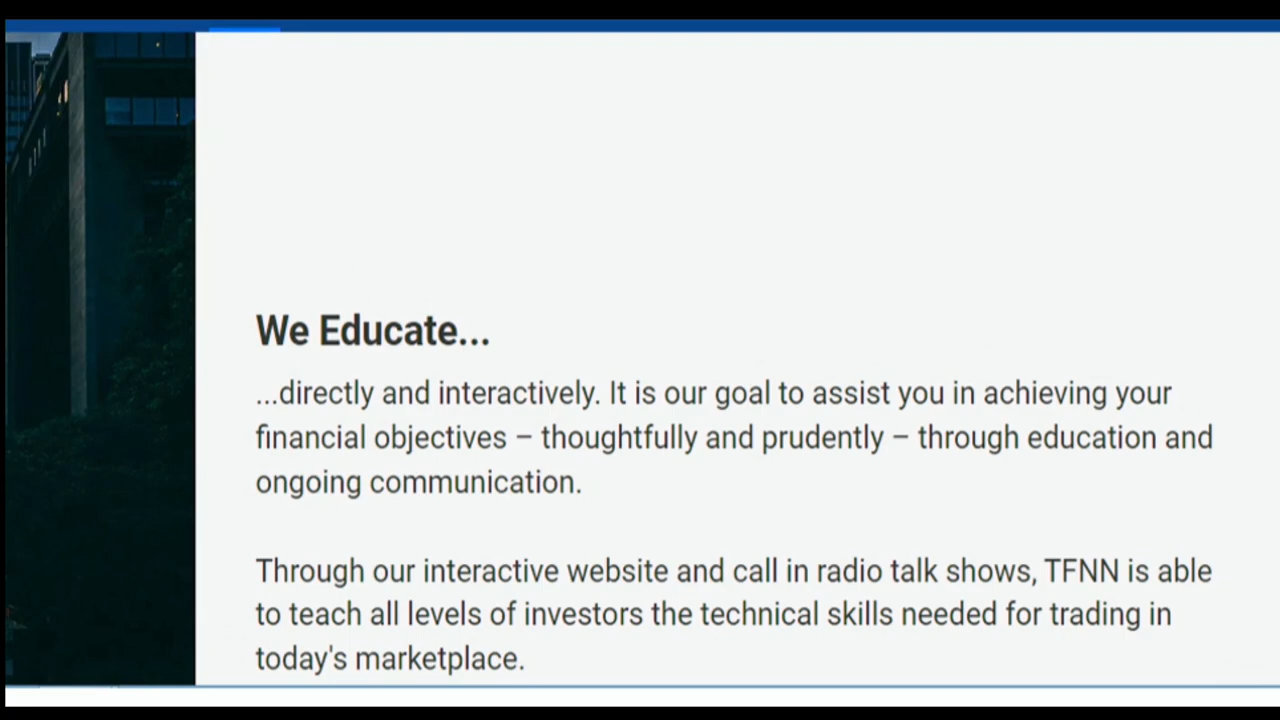 We Educate...
...directly and interactively. It is our goal to assist you in achieving your
financial objectives – thoughtfully and prudently – through education and
ongoing communication.
Through our interactive website and call in radio talk shows, TFNN is able
to teach all levels of investors the technical skills needed for trading in
today's marketplace.